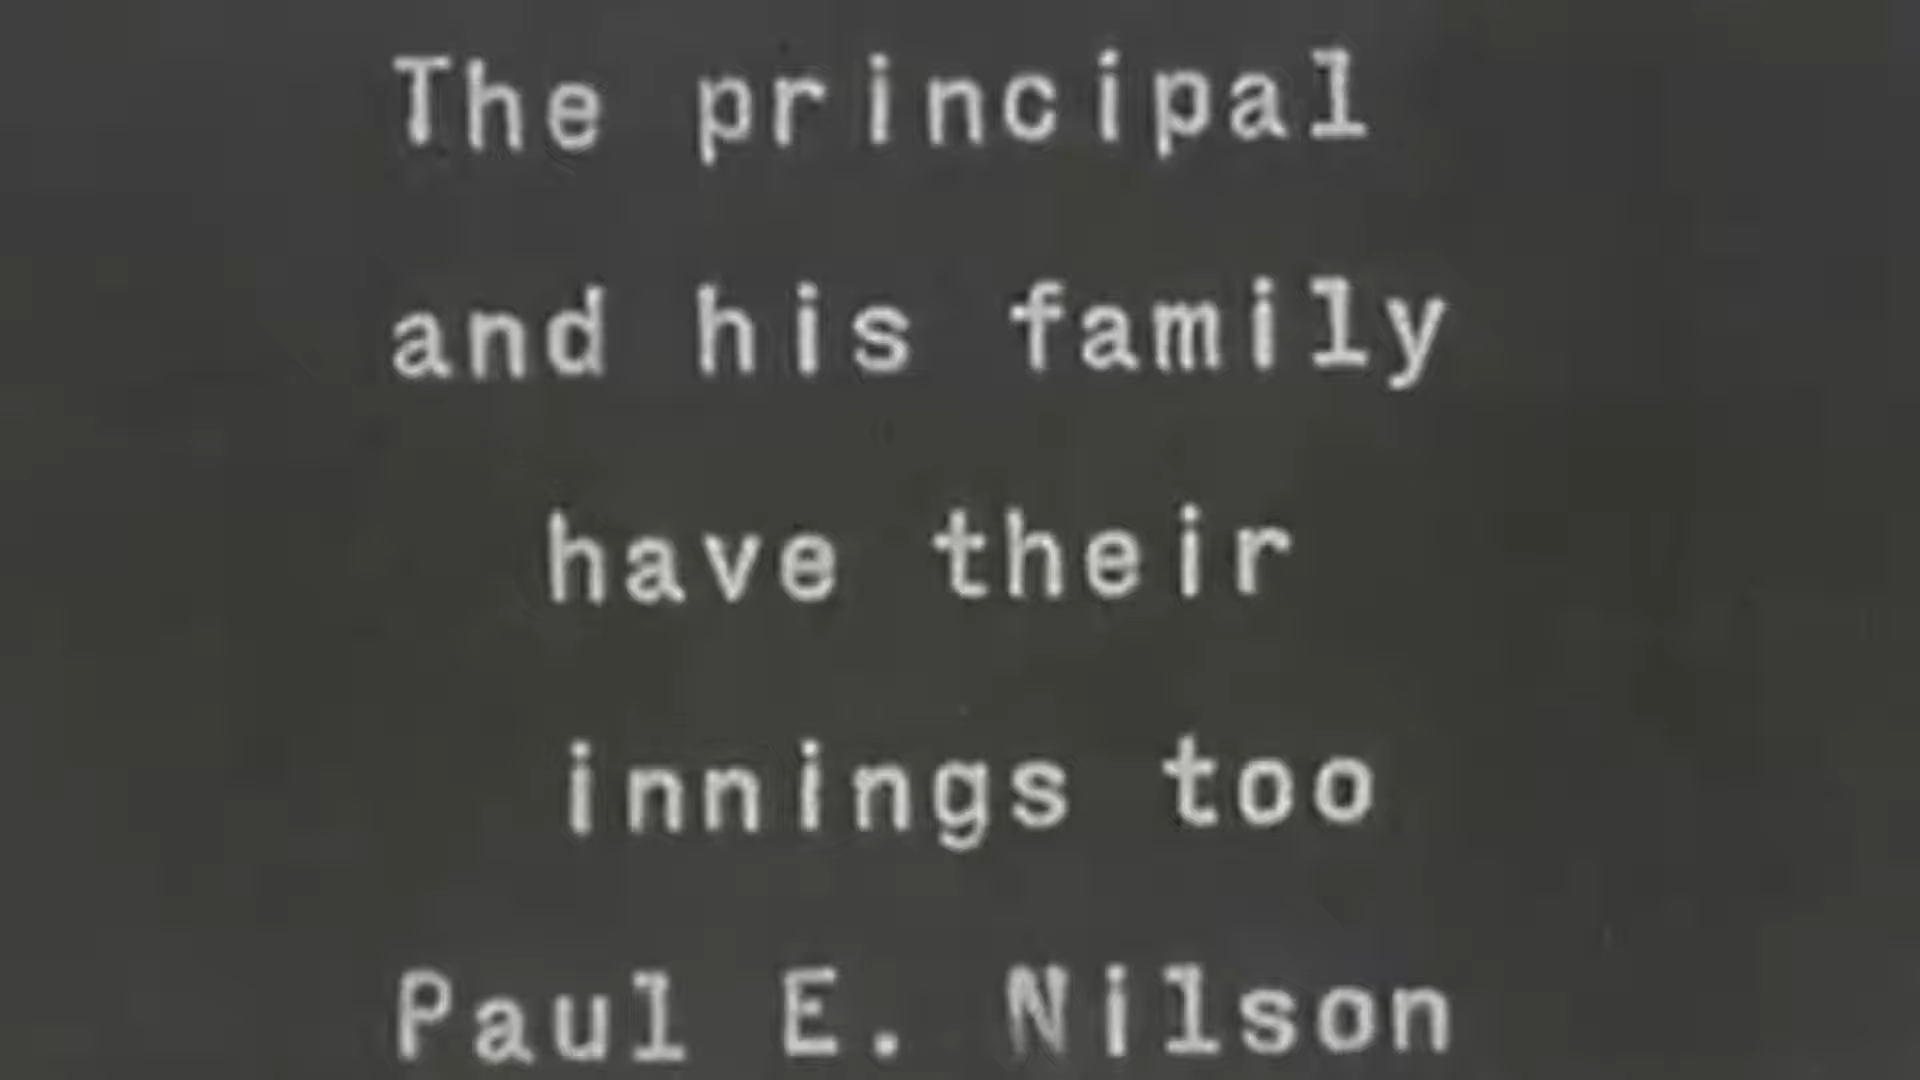 The principal
and his family
have their
innings too
Paul E. Nilson